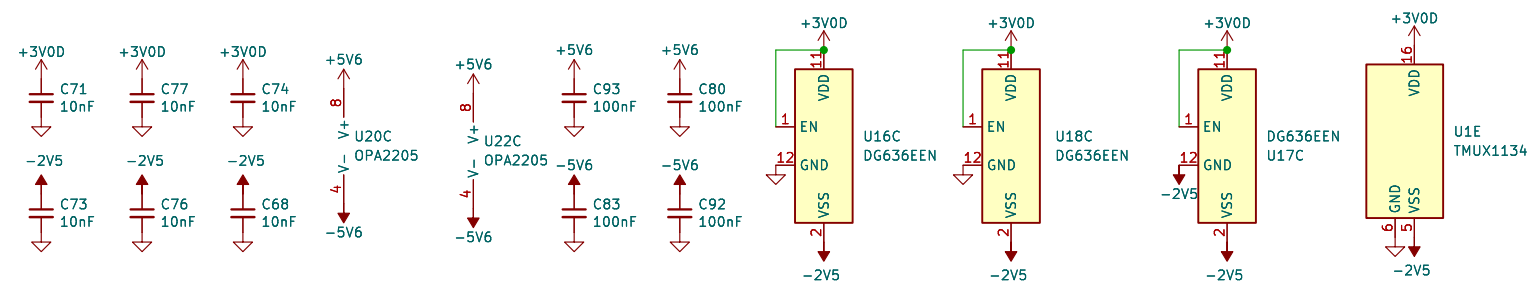 +3V0D
C71
10nF
+3V0D
C77
10nF
+3V0D
C74
10nF
-2V5
C73
10nF
-2V5
C76
10nF
-2V5
C68
10nF
+5V6
8
V+
V-
4
-5V6
U20C
OPA2205
+5V6
8
V+
V-
4
-5V6
U22C
OPA2205
+5V6
C93
100nF
+5V6
C80
100nF
-5V6
C83
100nF
-5V6
C92
100nF
+3V0D
11
VDD
1
EN
12
GND
VSS
2
-2V5
U16C
DG636EEN
+3V0D
11
VDD
1
EN
12
GND
VSS
2
-2V5
U18C
DG636EEN
+3V0D
11
VDD
1
EN
12
GND
-2V5
VSS
2
-2V5
DG636EEN
U17C
+3V0D
16
VDD
GND
VSS
6
5
-2V5
U1E
TMUX1134